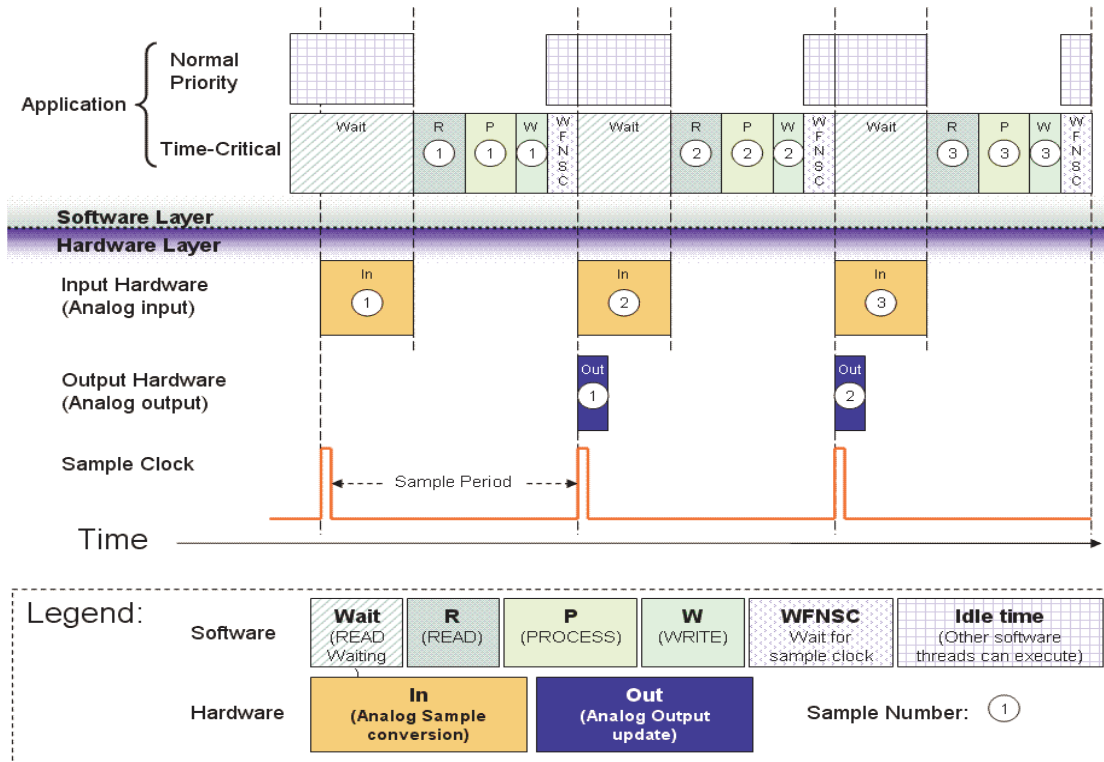 Normal
Priority
Application
Time-Critical
Wait
R
1
P
1
W
1
W
F
N
S
C
Wait
R
2
P
2
W
2
W
F
N
S
C
Wait
R
3
P
3
W
3
W
F
N
S
C
Software Layer
Hardware Layer
Input Hardware
(Analog input)
In
1
In
2
In
3
Output Hardware
(Analog output)
Out
1
Out
2
Sample Clock
Sample Period
Time
Legend:
Software
Wait
(READ
Waiting
R
(READ)
P
(PROCESS)
W
(WRITE)
WFNSC
Wait for
sample clock
Idle time
(Other software
threads can execute)
Hardware
In
(Analog Sample
conversion)
Out
(Analog Output
update)
Sample Number: 1